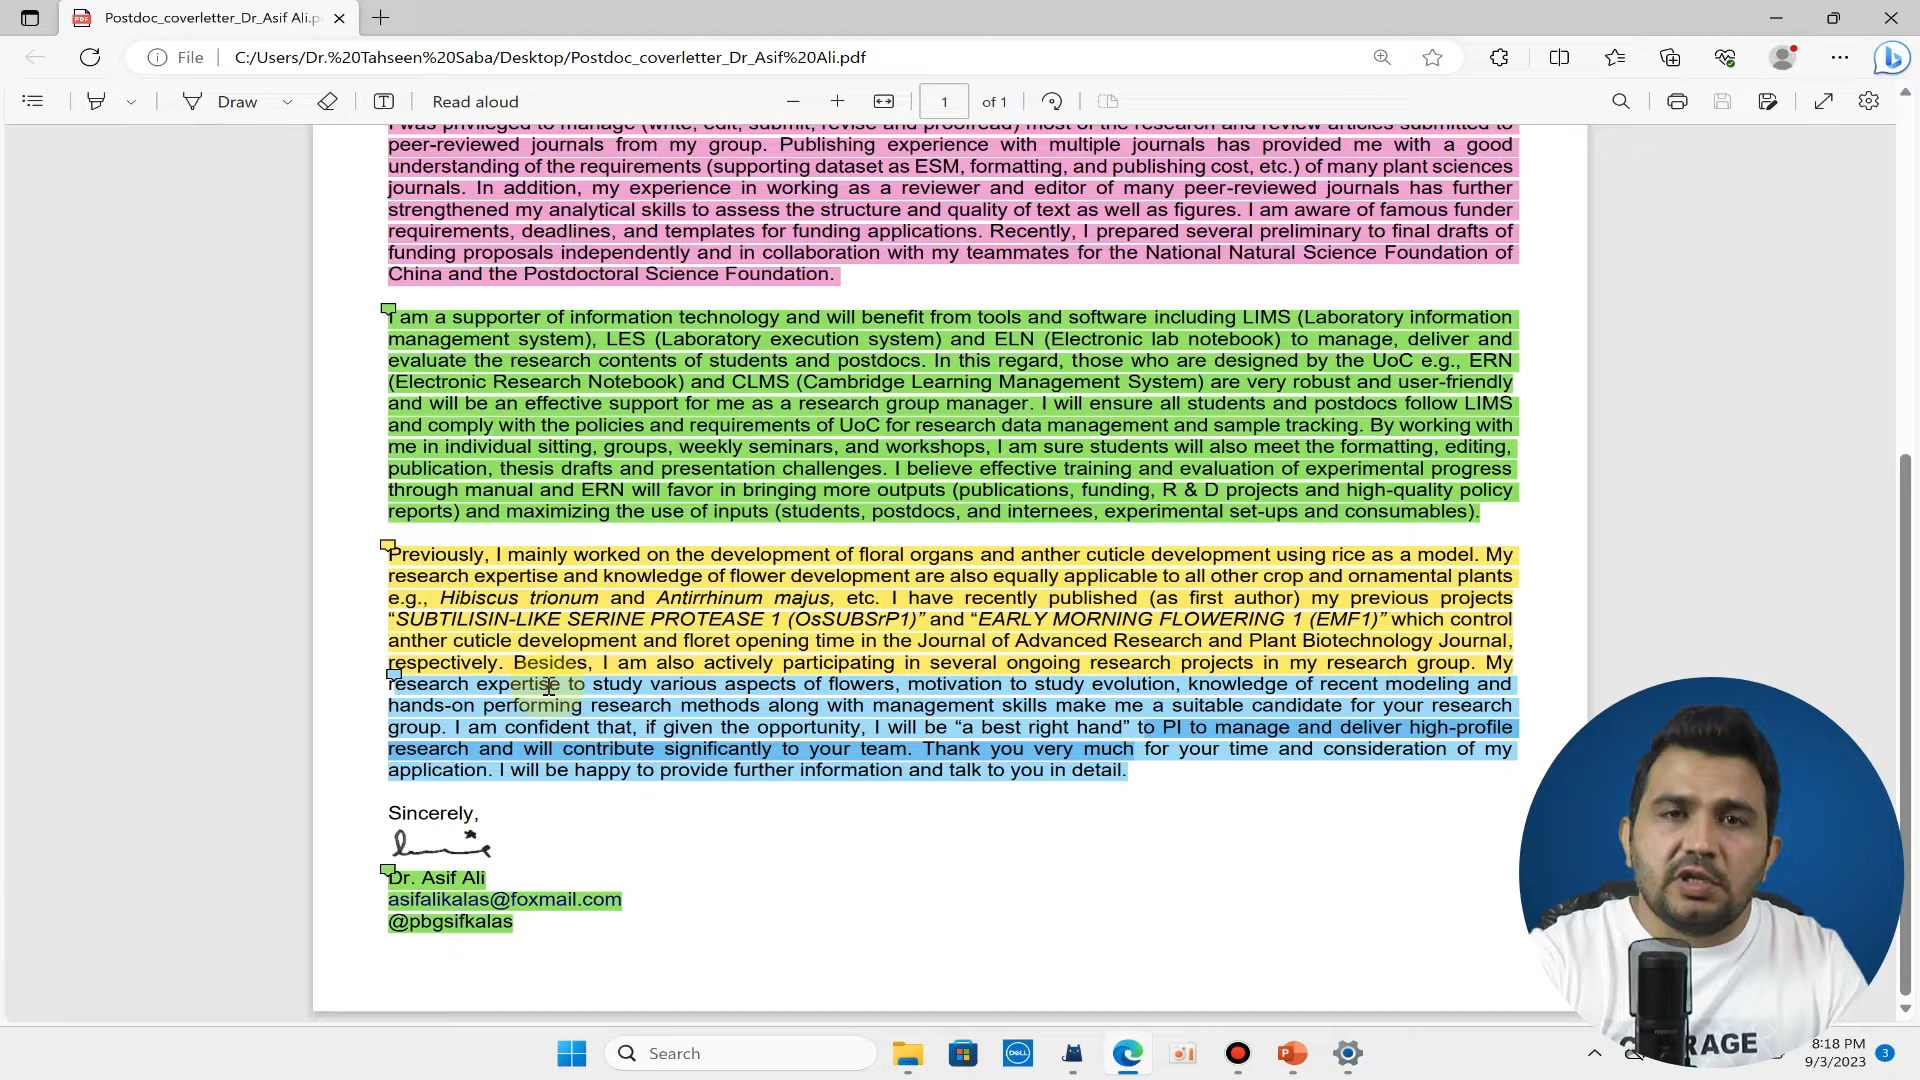 Postdoc_coverletter_Dr_Asif Ali.p
File
C:/Users/Dr.%20Tahseen%20Saba/Desktop/Postdoc_coverletter_Dr_Asif%20Ali.pdf
Draw
Read aloud
1
of 1
I was privileged to manage (write, edit, submit, revise and proofread) most of the research and review articles submitted to
peer-reviewed journals from my group. Publishing experience with multiple journals has provided me with a good
understanding of the requirements (supporting dataset as ESM, formatting, and publishing cost, etc.) of many plant sciences
journals. In addition, my experience in working as a reviewer and editor of many peer-reviewed journals has further
strengthened my analytical skills to assess the structure and quality of text as well as figures. I am aware of famous funder
requirements, deadlines, and templates for funding applications. Recently, I prepared several preliminary to final drafts of
funding proposals independently and in collaboration with my teammates for the National Natural Science Foundation of
China and the Postdoctoral Science Foundation.
I am a supporter of information technology and will benefit from tools and software including LIMS (Laboratory information
management system), LES (Laboratory execution system) and ELN (Electronic lab notebook) to manage, deliver and
evaluate the research contents of students and postdocs. In this regard, those who are designed by the UoC e.g., ERN
(Electronic Research Notebook) and CLMS (Cambridge Learning Management System) are very robust and user-friendly
and will be an effective support for me as a research group manager. I will ensure all students and postdocs follow LIMS
and comply with the policies and requirements of UoC for research data management and sample tracking. By working with
me in individual sitting, groups, weekly seminars, and workshops, I am sure students will also meet the formatting, editing,
publication, thesis drafts and presentation challenges. I believe effective training and evaluation of experimental progress
through manual and ERN will favor in bringing more outputs (publications, funding, R & D projects and high-quality policy
reports) and maximizing the use of inputs (students, postdocs, and internees, experimental set-ups and consumables).
Previously, I mainly worked on the development of floral organs and anther cuticle development using rice as a model. My
research expertise and knowledge of flower development are also equally applicable to all other crop and ornamental plants
e.g., Hibiscus trionum and Antirrhinum majus, etc. I have recently published (as first author) my previous projects
“SUBTILISIN-LIKE SERINE PROTEASE 1 (OsSUBSrP1)” and “EARLY MORNING FLOWERING 1 (EMF1)” which control
anther cuticle development and floret opening time in the Journal of Advanced Research and Plant Biotechnology Journal,
respectively. Besides, I am also actively participating in several ongoing research projects in my research group. My
research expertise to study various aspects of flowers, motivation to study evolution, knowledge of recent modeling and
hands-on performing research methods along with management skills make me a suitable candidate for your research
group. I am confident that, if given the opportunity, I will be “a best right hand” to PI to manage and deliver high-profile
research and will contribute significantly to your team. Thank you very much for your time and consideration of my
application. I will be happy to provide further information and talk to you in detail.
Sincerely,
Dr. Asif Ali
asifalikalas@foxmail.com
@pbgsifkalas
Search
8:18 PM
9/3/2023
3